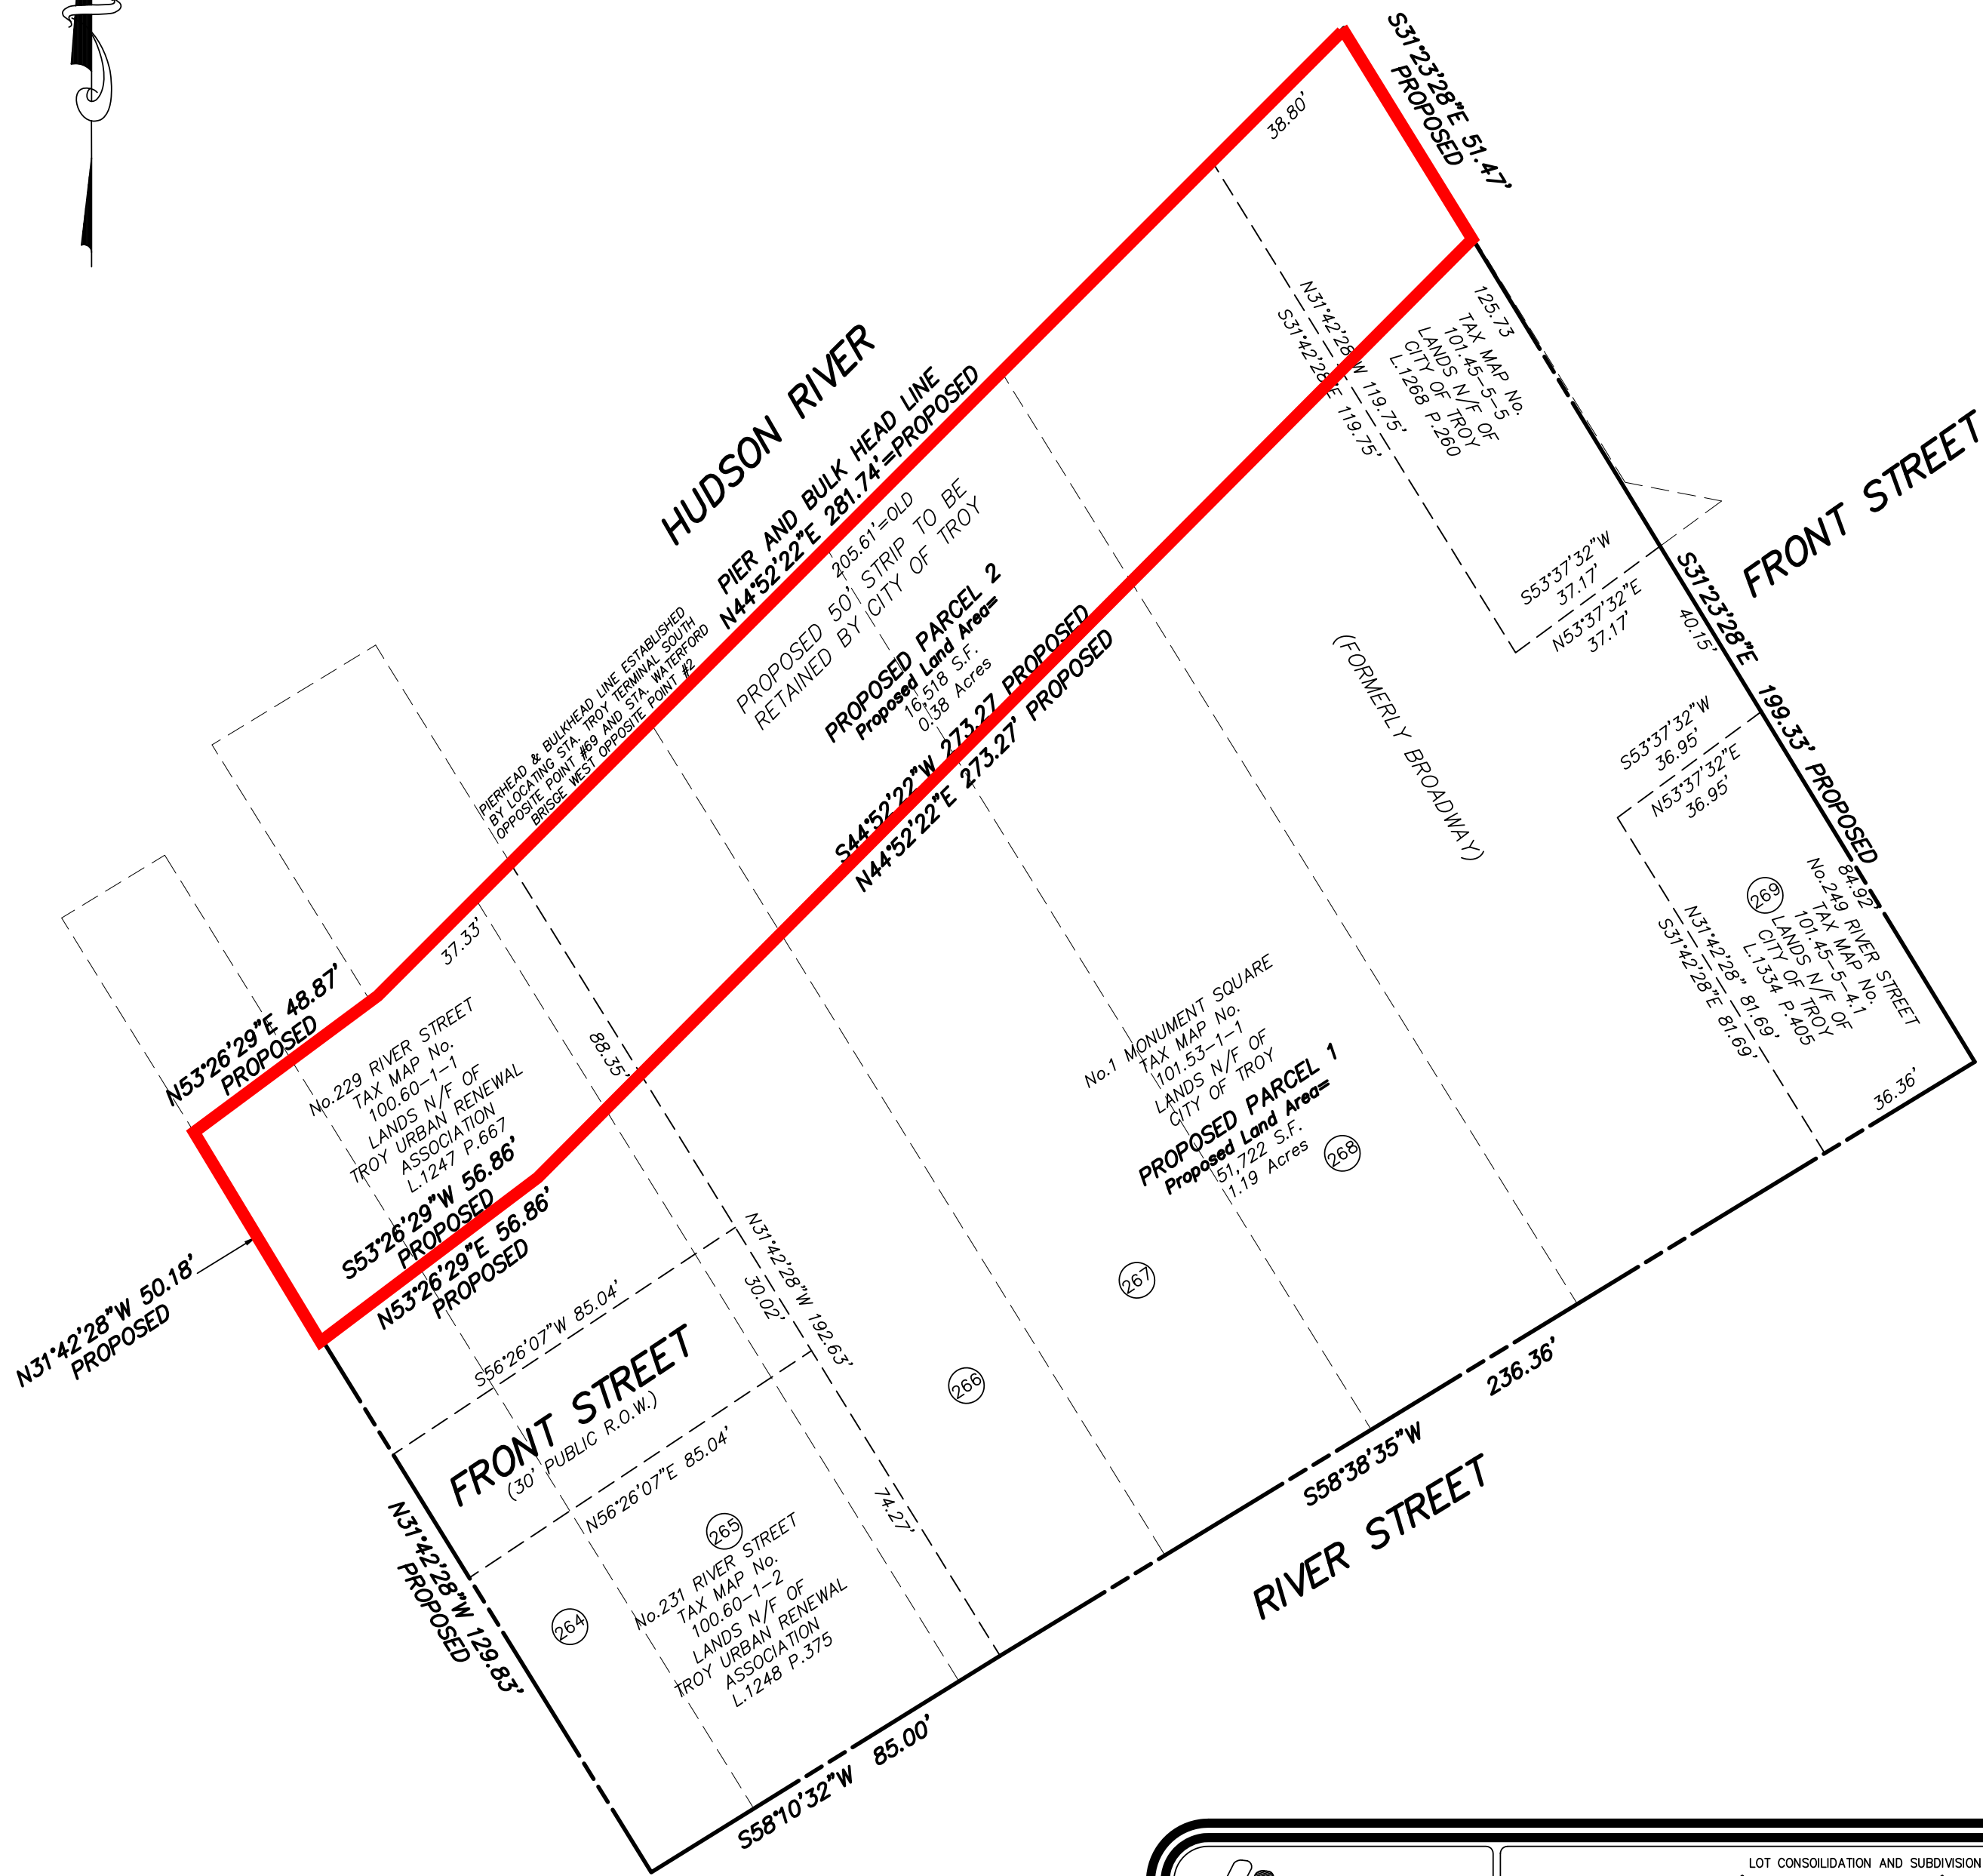 S31°23'28"E 51.47'
PROPOSED
38.80'
HUDSON RIVER
PIER AND BULK HEAD LINE
N44°52'22"E 281.74'=PROPOSED
205.61'=OLD
PROPOSED 50' STRIP TO BE
RETAINED BY CITY OF TROY
PROPOSED PARCEL 2
Proposed Land Area=
16,518 S.F.
0.38 Acres
N31°42'28"W 119.75'
S31°42'28"E 119.75'
125.73
TAX MAP No.
101.45-5-5
LANDS N/F OF
CITY OF TROY
L.1268 P.260
FRONT STREET
S53°37'32"W
37.17'
N53°37'32"E
37.17'
S31°23'28"E 199.33' PROPOSED
40.15'
(FORMERLY BROADWAY)
S53°37'32"W
36.95'
N53°37'32"E
36.95'
PIERHEAD & BULKHEAD LINE ESTABLISHED
BY LOCATING STA. TROY TERMINAL SOUTH
OPPOSITE POINT #69 AND STA. WATERFORD
BRISGE WEST OPPOSITE POINT #2
S44°52'22"W 273.27 PROPOSED
N44°52'22"E 273.27' PROPOSED
84.92'
No.249 RIVER STREET
TAX MAP No.
101.45-5-4.1
LANDS N/F OF
CITY OF TROY
L.1334 P.405
269
N31°42'28" 81.69'
S31°42'28"E 81.69'
36.36'
37.33'
N53°26'29"E 48.87'
PROPOSED
No.229 RIVER STREET
TAX MAP No.
100.60-1-1
LANDS N/F OF
TROY URBAN RENEWAL
ASSOCIATION
L.1247 P.667
88.35'
No.1 MONUMENT SQUARE
TAX MAP No.
101.53-1-1
LANDS N/F OF
CITY OF TROY
PROPOSED PARCEL 1
Proposed Land Area=
51,722 S.F.
1.19 Acres
268
S53°26'29"W 56.86'
PROPOSED
N53°26'29"E 56.86'
PROPOSED
N31°42'28"W 50.18'
PROPOSED
S56°26'07"W 85.04'
N31°42'28"W 192.63'
30.02'
267
266
FRONT STREET
(30' PUBLIC R.O.W.)
N56°26'07"E 85.04'
74.27'
236.36'
S58°38'35"W
RIVER STREET
N31°42'28"W 129.83'
PROPOSED
265
264
No.231 RIVER STREET
TAX MAP No.
100.60-1-2
LANDS N/F OF
TROY URBAN RENEWAL
ASSOCIATION
L.1248 P.375
S58°10'32"W 85.00'
LOT CONSOILIDATION AND SUBDIVISION